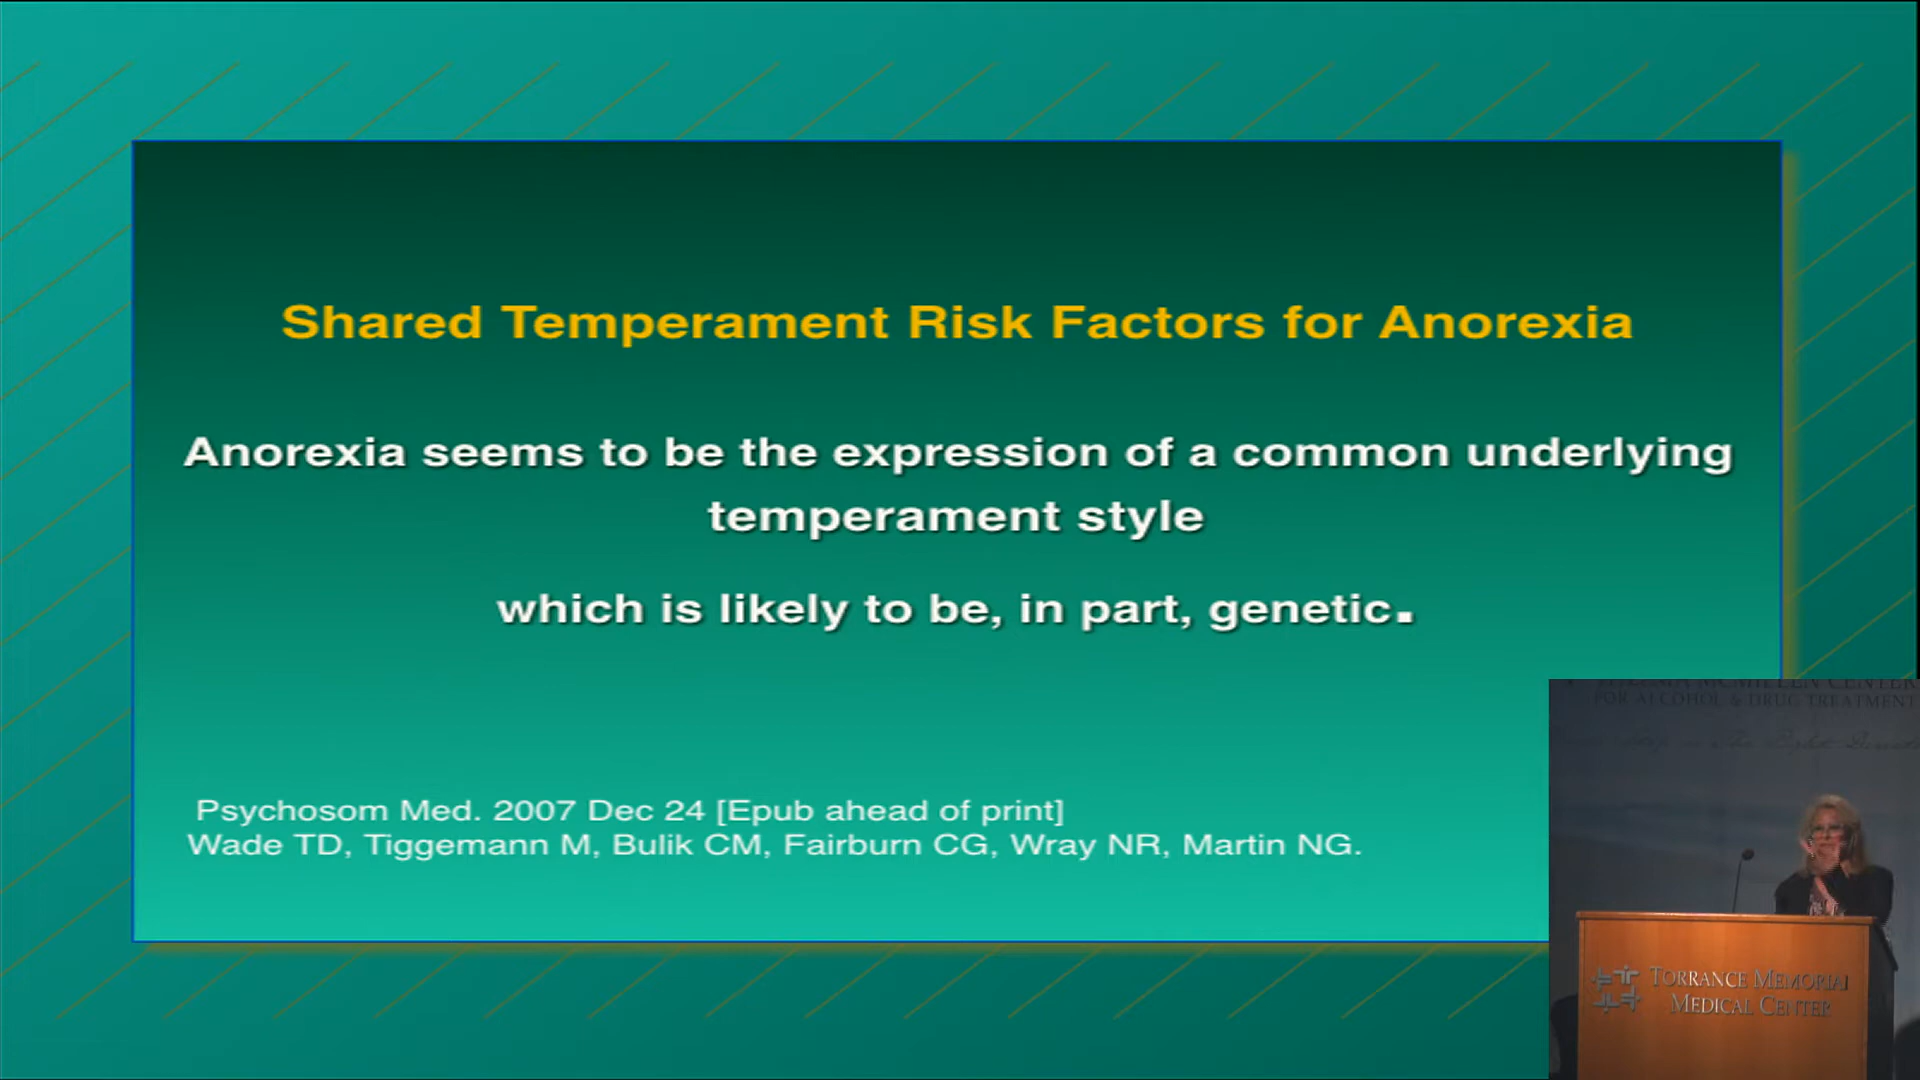 Shared Temperament Risk Factors for Anorexia
Anorexia seems to be the expression of a common underlying
temperament style
which is likely to be, in part, genetic.
Psychosom Med. 2007 Dec 24 [Epub ahead of print]
Wade TD, Tiggemann M, Bulik CM, Fairburn CG, Wray NR, Martin NG.
MCMILLEN CENTER
FOR ALCOHOL & DRUG TREATMENT
TORRANCE MEMORIAL
MEDICAL CENTER